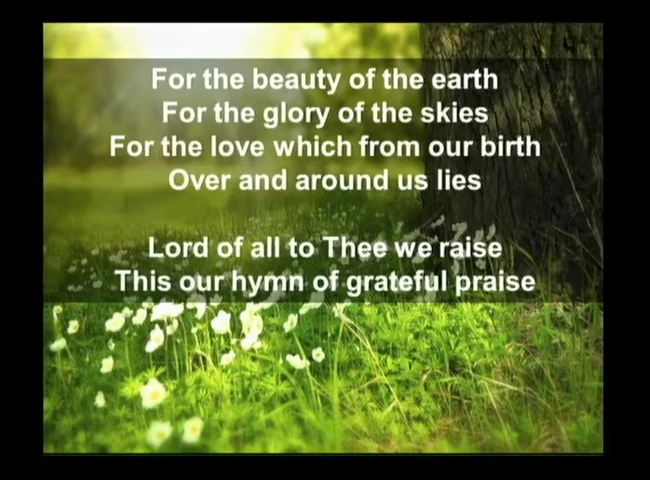 For the beauty of the earth
For the glory of the skies
For the love which from our birth
Over and around us lies
Lord of all to Thee we raise
This our hymn of grateful praise